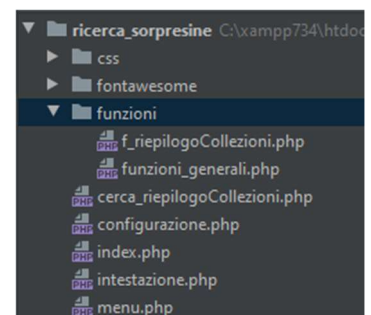 ricerca_sorpresine C:\xampp734\htdoc
css
fontawesome
funzioni
f_riepilogoCollezioni.php
funzioni_generali.php
cerca_riepilogoCollezioni.php
configurazione.php
index.php
intestazione.php
menu.php